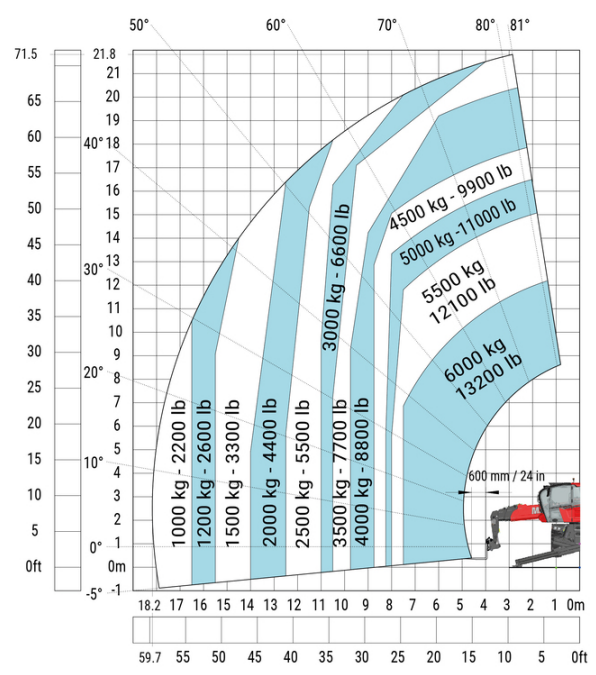 50° 60° 70° 80° 81°
71.5 21.8
21
65 20
19
60 40° 18
17
55 16
50 15
45 14
13
40 30° 12
11
35 10
30 9
25 20° 8
7
20 6
5
15 10° 4
10 3
5 2
0° 1
0ft 0m
-5° -1
4500 kg - 9900 lb
5000 kg -11000 lb
5500 kg
12100 lb
6000 kg
13200 lb
3000 kg - 6600 lb
1000 kg - 2200 lb
1200 kg - 2600 lb
1500 kg - 3300 lb
2000 kg - 4400 lb
2500 kg - 5500 lb
3500 kg - 7700 lb
4000 kg - 8800 lb
600 mm / 24 in
18.2 17 16 15 14 13 12 11 10 9 8 7 6 5 4 3 2 1 0m
59.7 55 50 45 40 35 30 25 20 15 10 5 0ft